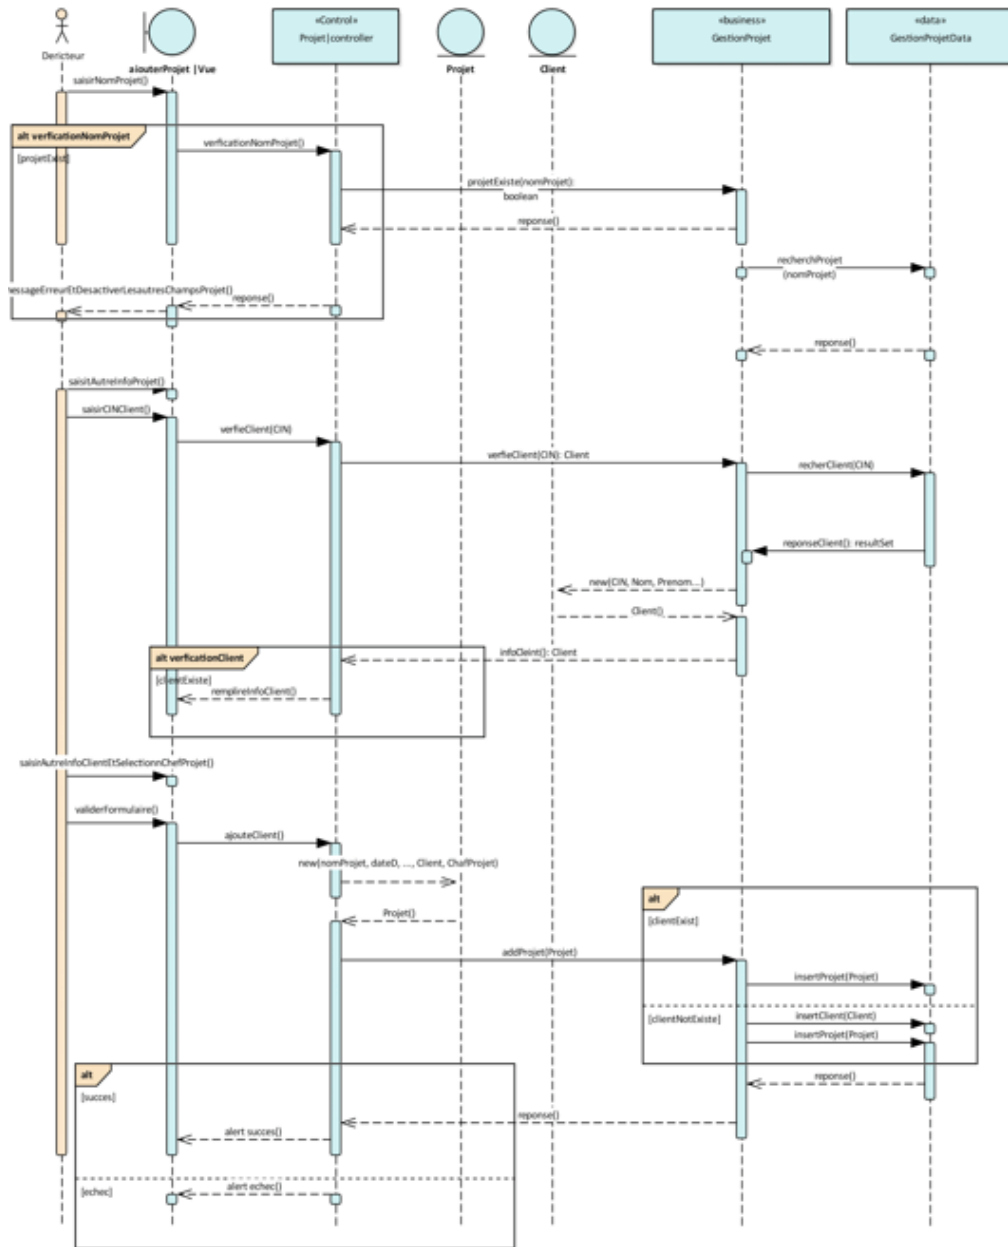 «Control»
Projet|controller
«business»
GestionProjet
«data»
GestionProjetData
Dericteur
aiouterProjet |Vue
Projet
Client
saisirNomProjet()
alt verficationNomProjet
[projetExist]
verficationNomProjet()
projetExiste(nomProjet):
boolean
reponse()
recherchProjet
(nomProjet)
essageErreurEtDesactiverLesautresChampsProjet()
reponse()
reponse()
saisitAutreInfoProjet()
saisirCINClient()
verfieClient(CIN)
verfieClient(CIN): Client
recherClient(CIN)
reponseClient(): resultSet
new(CIN, Nom, Prenom...)
Client()
alt verficationClient
infoCleint(): Client
[clientExiste]
remplireInfoClient()
saisirAutreInfoClientEtSelectionnChefProjet()
validerFormulaire()
ajouteClient()
new(nomProjet, dateD, ..., Client, ChafProjet)
alt
Projet()
[clientExist]
addProjet(Projet)
insertProjet(Projet)
[clientNotExiste]
insertClient(Client)
insertProjet(Projet)
alt
reponse()
[succes]
reponse()
alert succes()
[echec]
alert echec()